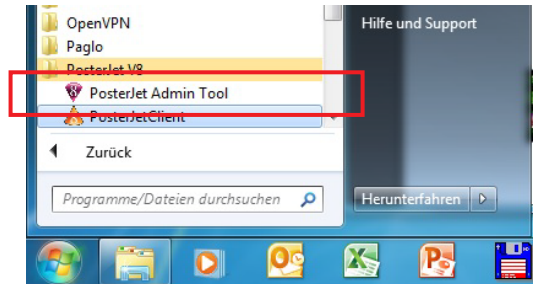 OpenVPN
Paglo
PosterJet V8
PosterJet Admin Tool
PosterJetClient
Zurück
Programme/Dateien durchsuchen
Hilfe und Support
Herunterfahren